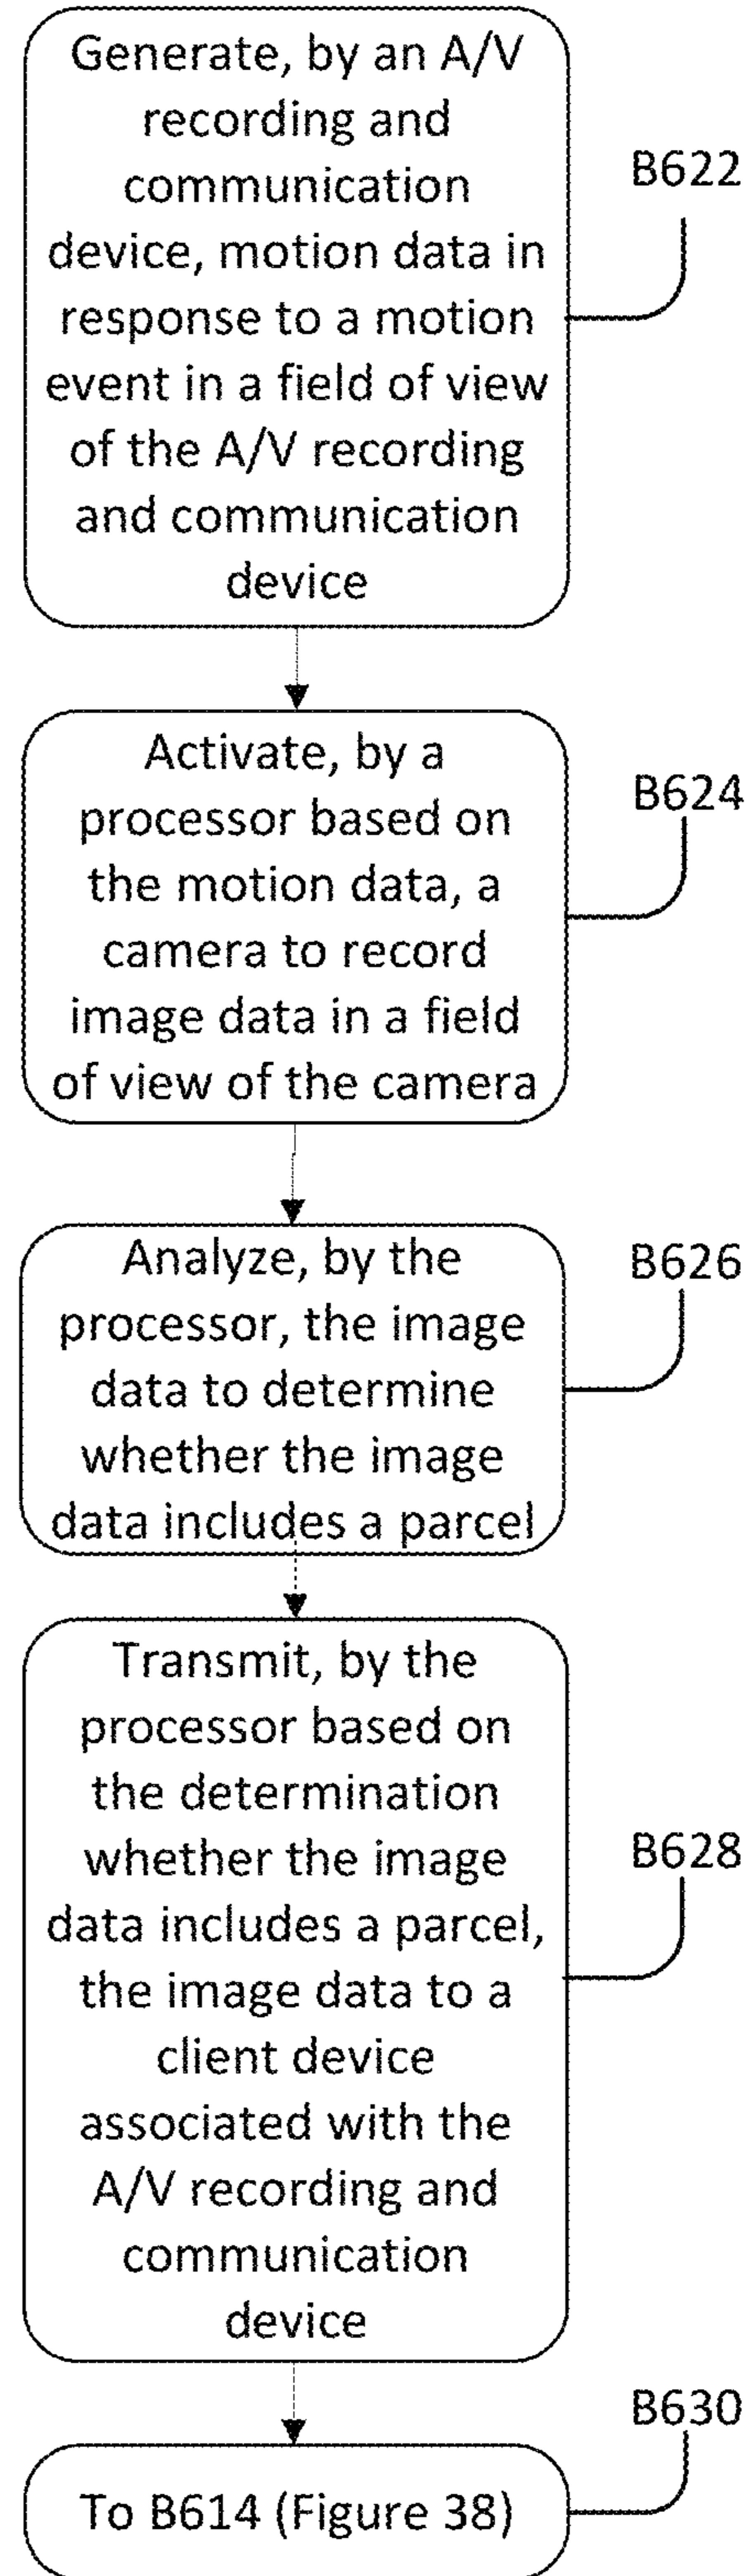 Generate, by an A/V
recording and
communication
device, motion data in
response to a motion
event in a field of view
of the A/V recording
and communication
device
B622
Activate, by a
processor based on
the motion data, a
camera to record
image data in a field
of view of the camera
B624
Analyze, by the
processor, the image
data to determine
whether the image
data includes a parcel
B626
Transmit, by the
processor based on
the determination
whether the image
data includes a parcel,
the image data to a
client device
associated with the
A/V recording and
communication
device
B628
To B614 (Figure 38)
B630